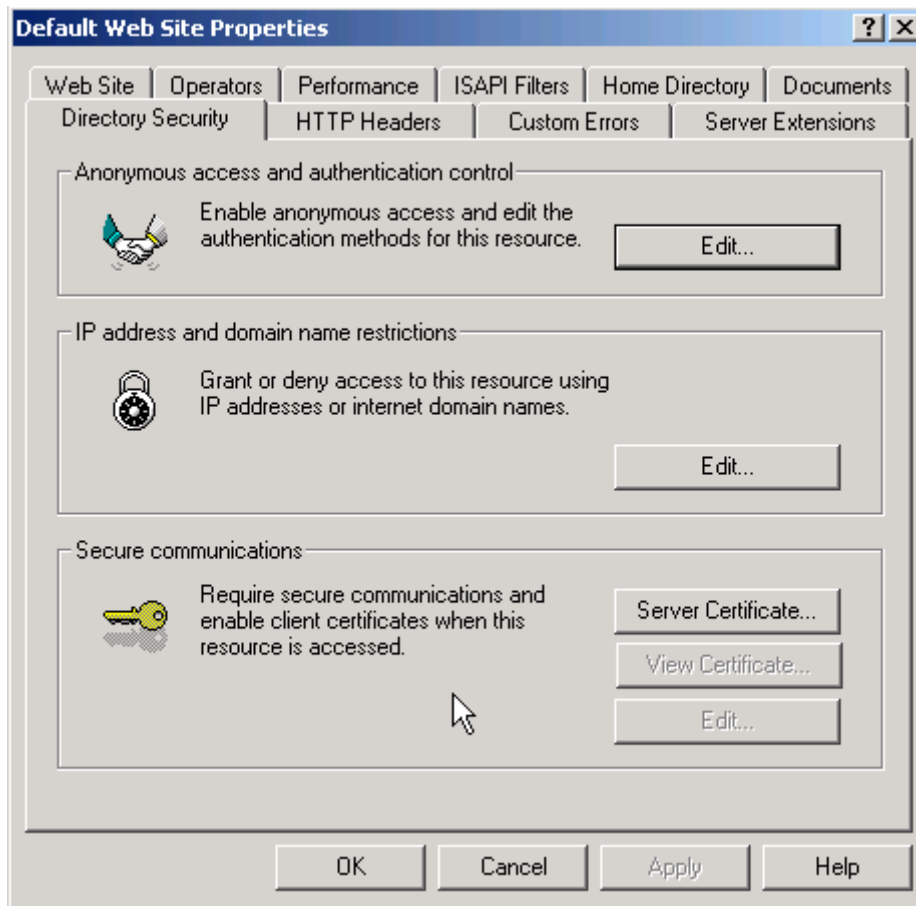 Default Web Site Properties
Web Site Operators Performance ISAPI Filters Home Directory Documents
Directory Security HTTP Headers Custom Errors Server Extensions
Anonymous access and authentication control
Enable anonymous access and edit the
authentication methods for this resource.
Edit...
IP address and domain name restrictions
Grant or deny access to this resource using
IP addresses or internet domain names.
Edit...
Secure communications
Require secure communications and
enable client certificates when this
resource is accessed.
Server Certificate...
View Certificate...
Edit...
OK Cancel Apply Help